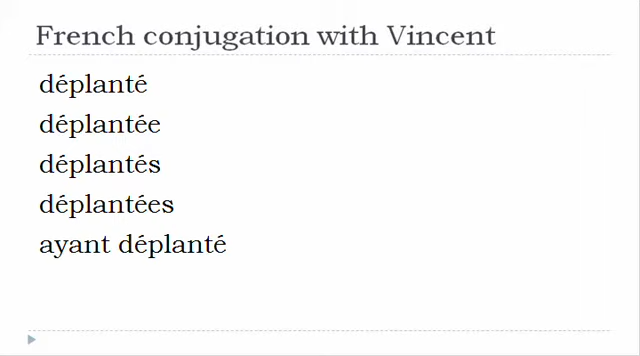 French conjugation with Vincent
déplanté
déplantée
déplantés
déplantées
ayant déplanté